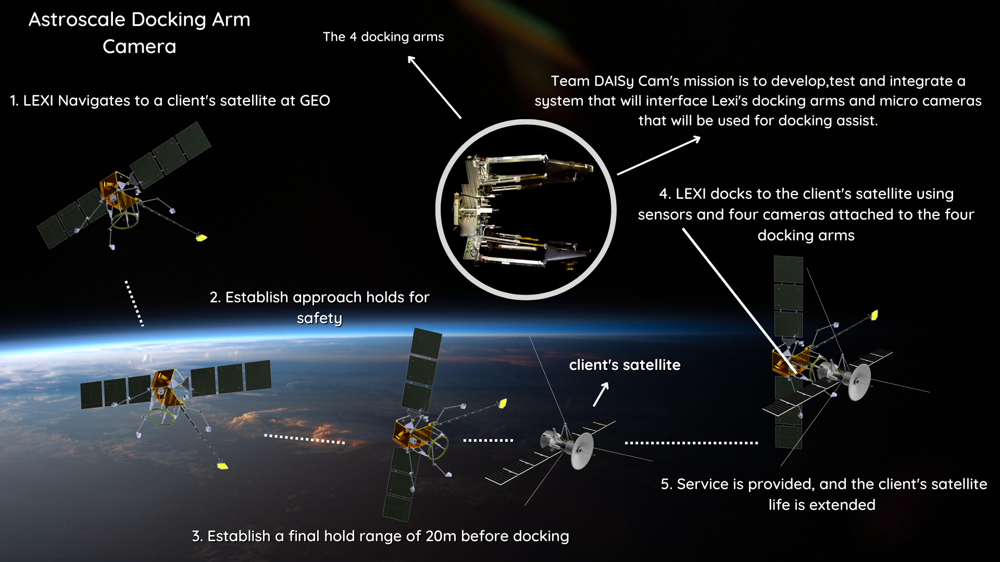 Astroscale Docking Arm
Camera
The 4 docking arms
Team DAISy Cam's mission is to develop,test and integrate a
system that will interface Lexi's docking arms and micro cameras
that will be used for docking assist.
1. LEXI Navigates to a client's satellite at GEO
4. LEXI docks to the client's satellite using
sensors and four cameras attached to the four
docking arms
2. Establish approach holds for
safety
client's satellite
5. Service is provided, and the client's satellite
life is extended
3. Establish a final hold range of 20m before docking